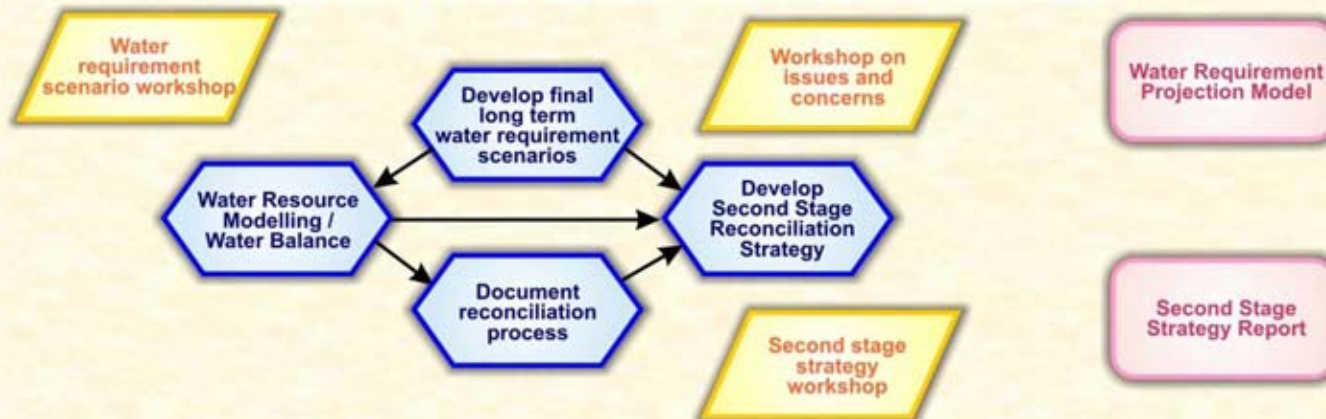 Water
requirement
scenario workshop
Develop final
long term
water requirement
scenarios
Workshop on
issues and
concerns
Water Requirement
Projection Model
Water Resource
Modelling /
Water Balance
Develop
Second Stage
Reconciliation
Strategy
Document
reconciliation
process
Second stage
strategy
workshop
Second Stage
Strategy Report